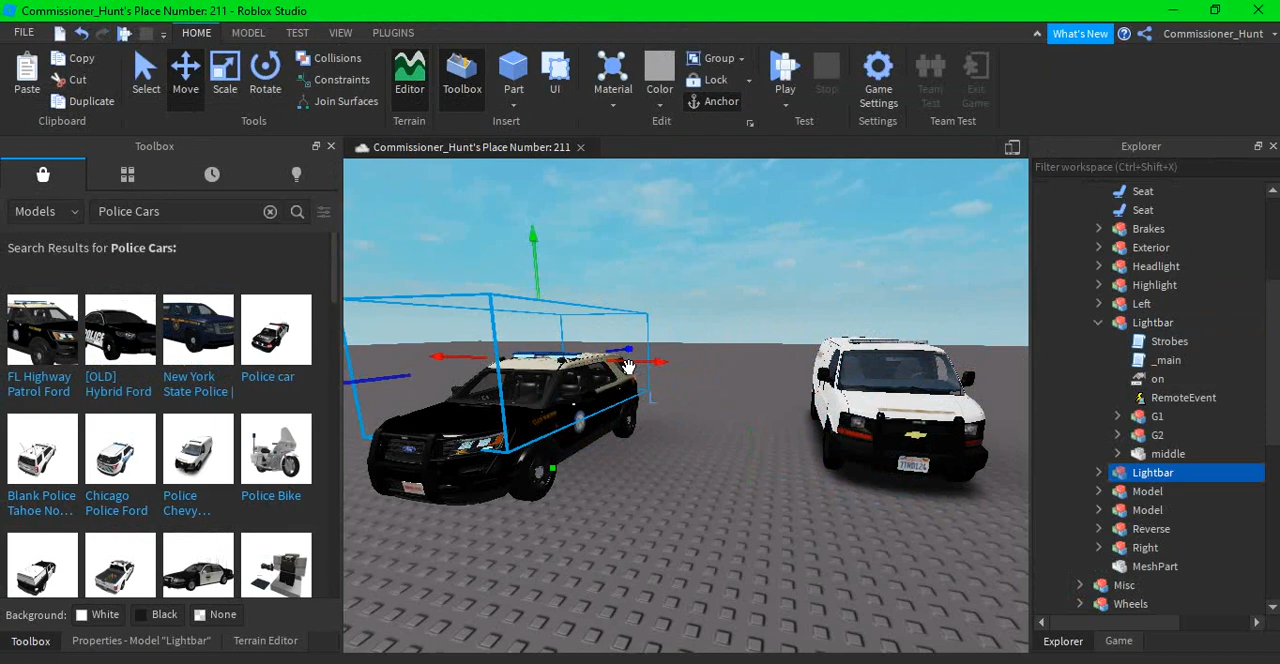 Commissioner_Hunt's Place Number: 211 - Roblox Studio
FILE HOME MODEL TEST VIEW PLUGINS What's New Commissioner_Hunt
Paste Copy Cut Duplicate Clipboard
Select Move Scale Rotate Collisions Constraints Join Surfaces Tools
Editor Terrain
Toolbox Part UI Insert
Material Color Group Lock Anchor Edit
Play Stop Test
Game Settings Settings
Team Test Exit Game Team Test
Toolbox
Models Police Cars
Search Results for Police Cars:
FL Highway Patrol Ford
[OLD] Hybrid Ford
New York State Police |
Police car
Blank Police Tahoe No...
Chicago Police Ford
Police Chevy...
Police Bike
Background: White Black None
Toolbox Properties - Model "Lightbar" Terrain Editor
Commissioner_Hunt's Place Number: 211
Explorer
Filter workspace (Ctrl+Shift+X)
Seat
Seat
Brakes
Exterior
Headlight
Highlight
Left
Lightbar
Strobes
_main
on
RemoteEvent
G1
G2
middle
Lightbar
Model
Model
Reverse
Right
MeshPart
Misc
Wheels
Explorer Game